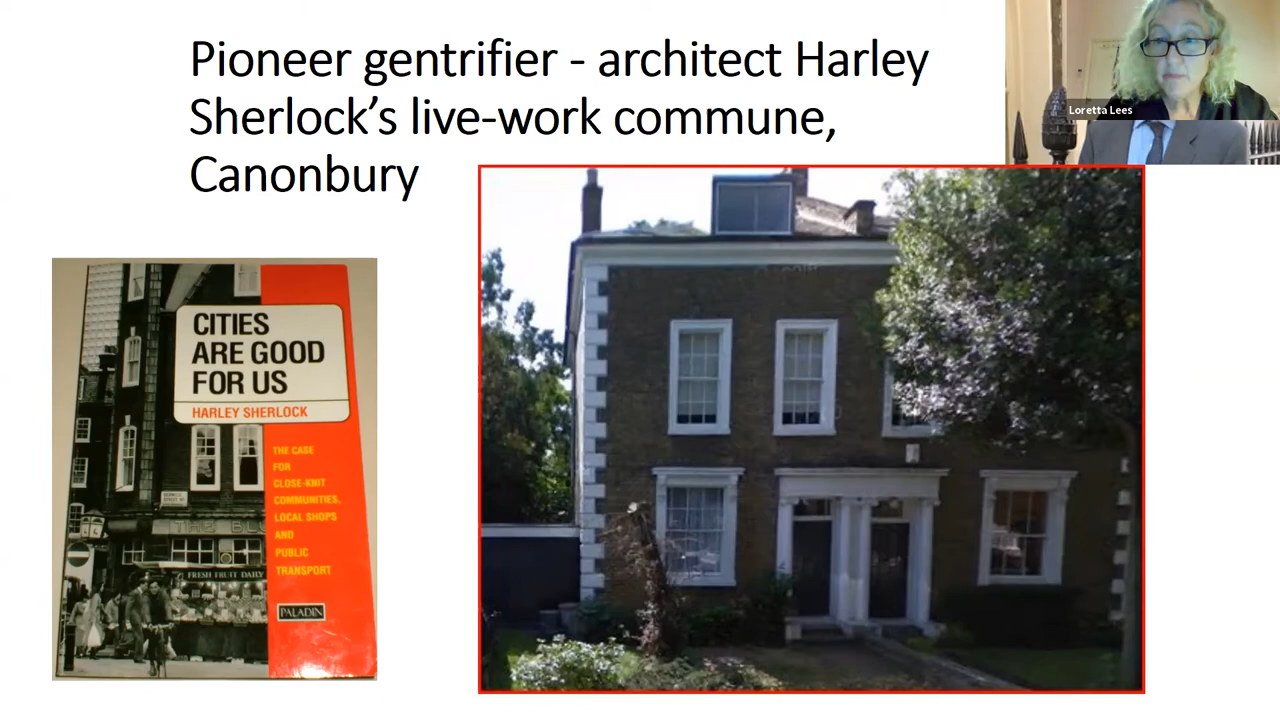 Pioneer gentrifier - architect Harley
Sherlock’s live-work commune,
Canonbury
Loretta Lees
CITIES
ARE GOOD
FOR US
HARLEY SHERLOCK
THE CASE
FOR
CLOSE-KNIT
COMMUNITIES,
LOCAL SHOPS
AND
PUBLIC
TRANSPORT
THE
FRESH FRUIT DAILY
PALADIN